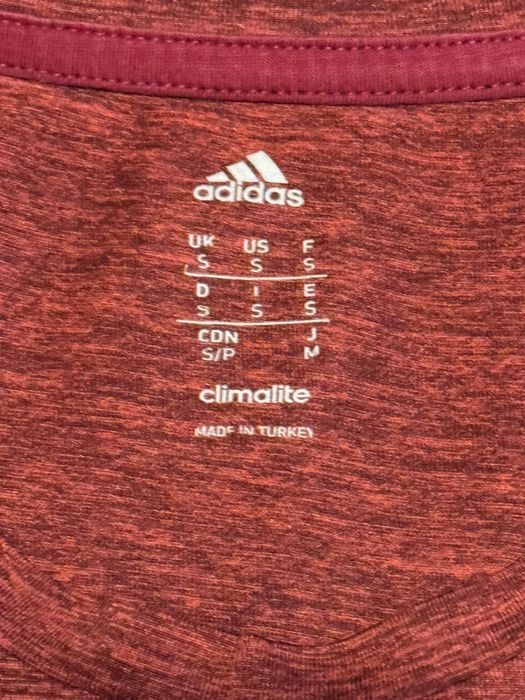 adidas
UK US F
S S S
D I E
S S S
CDN J
S/P M
climalite
MADE IN TURKEY